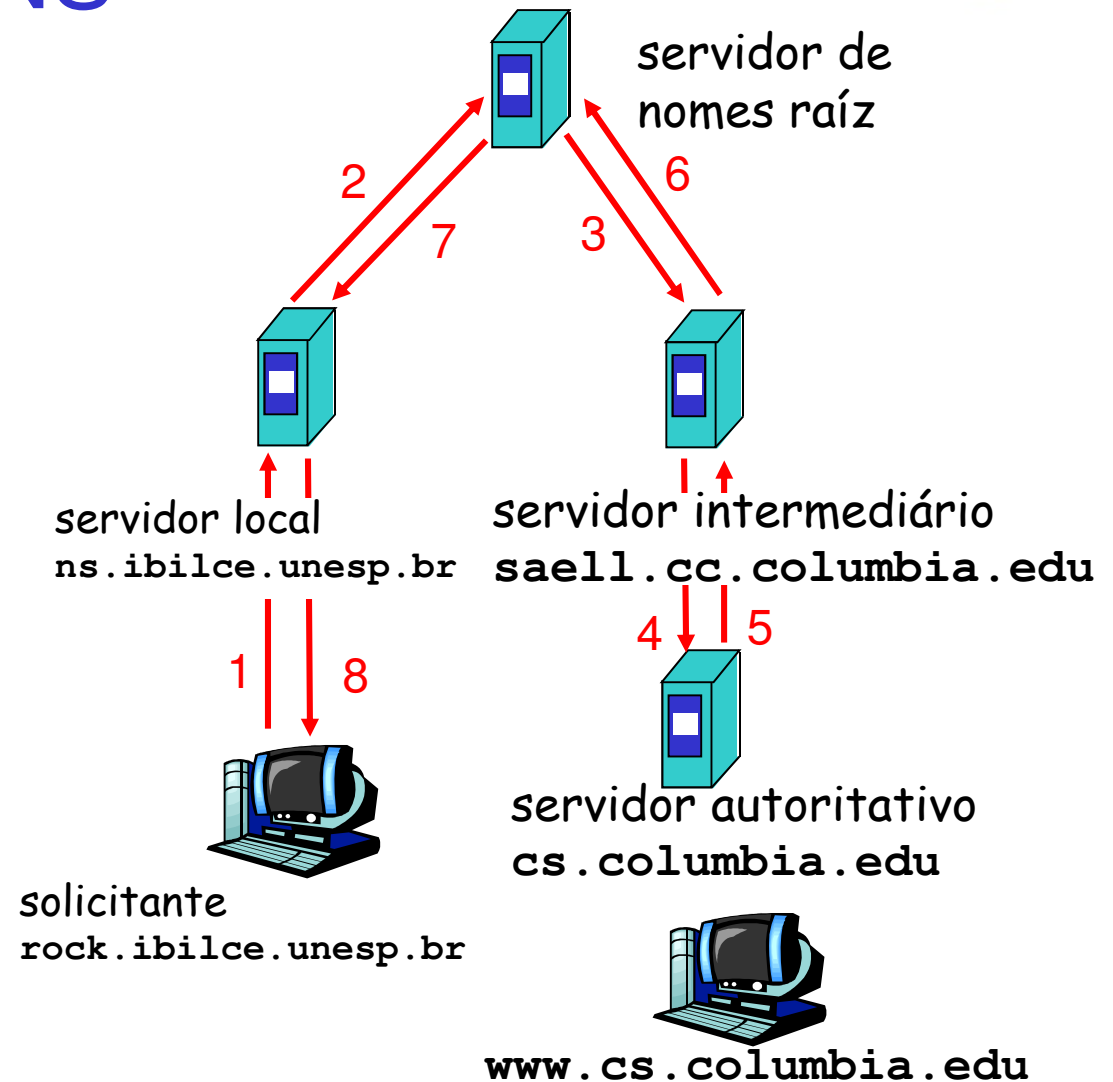 servidor de
nomes raíz
2
7
3
6
servidor local
ns.ibilce.unesp.br
servidor intermediário
saell.cc.columbia.edu
1
8
4
5
servidor autoritativo
cs.columbia.edu
solicitante
rock.ibilce.unesp.br
www.cs.columbia.edu